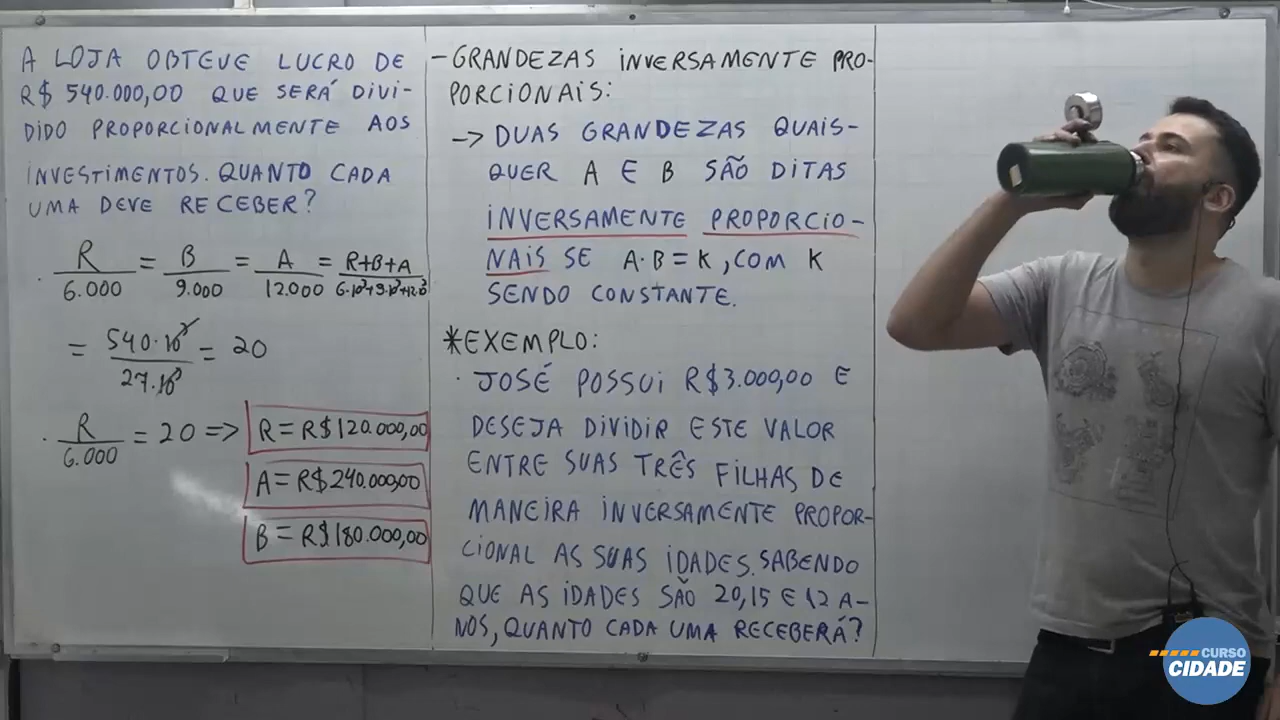 A LOJA OBTEVE LUCRO DE
R$ 540.000,00 QUE SERÁ DIVI-
DIDO PROPORCIONALMENTE AOS
INVESTIMENTOS. QUANTO CADA
UMA DEVE RECEBER?
· R/6.000 = B/9.000 = A/12.000 = R+B+A/6·10³+9·10³+12·10³
= 540·10³/27·10³ = 20
· R/6.000 = 20 => R = R$120.000,00
A = R$240.000,00
B = R$180.000,00
- GRANDEZAS INVERSAMENTE PRO-
PORCIONAIS:
-> DUAS GRANDEZAS QUAIS-
QUER A E B SÃO DITAS
INVERSAMENTE PROPORCIO-
NAIS SE A·B = K, COM K
SENDO CONSTANTE.
*EXEMPLO:
· JOSÉ POSSUI R$3.000,00 E
DESEJA DIVIDIR ESTE VALOR
ENTRE SUAS TRÊS FILHAS DE
MANEIRA INVERSAMENTE PROPOR-
CIONAL AS SUAS IDADES. SABENDO
QUE AS IDADES SÃO 20, 15 E 12 A-
NOS, QUANTO CADA UMA RECEBERÁ?
CURSO
CIDADE